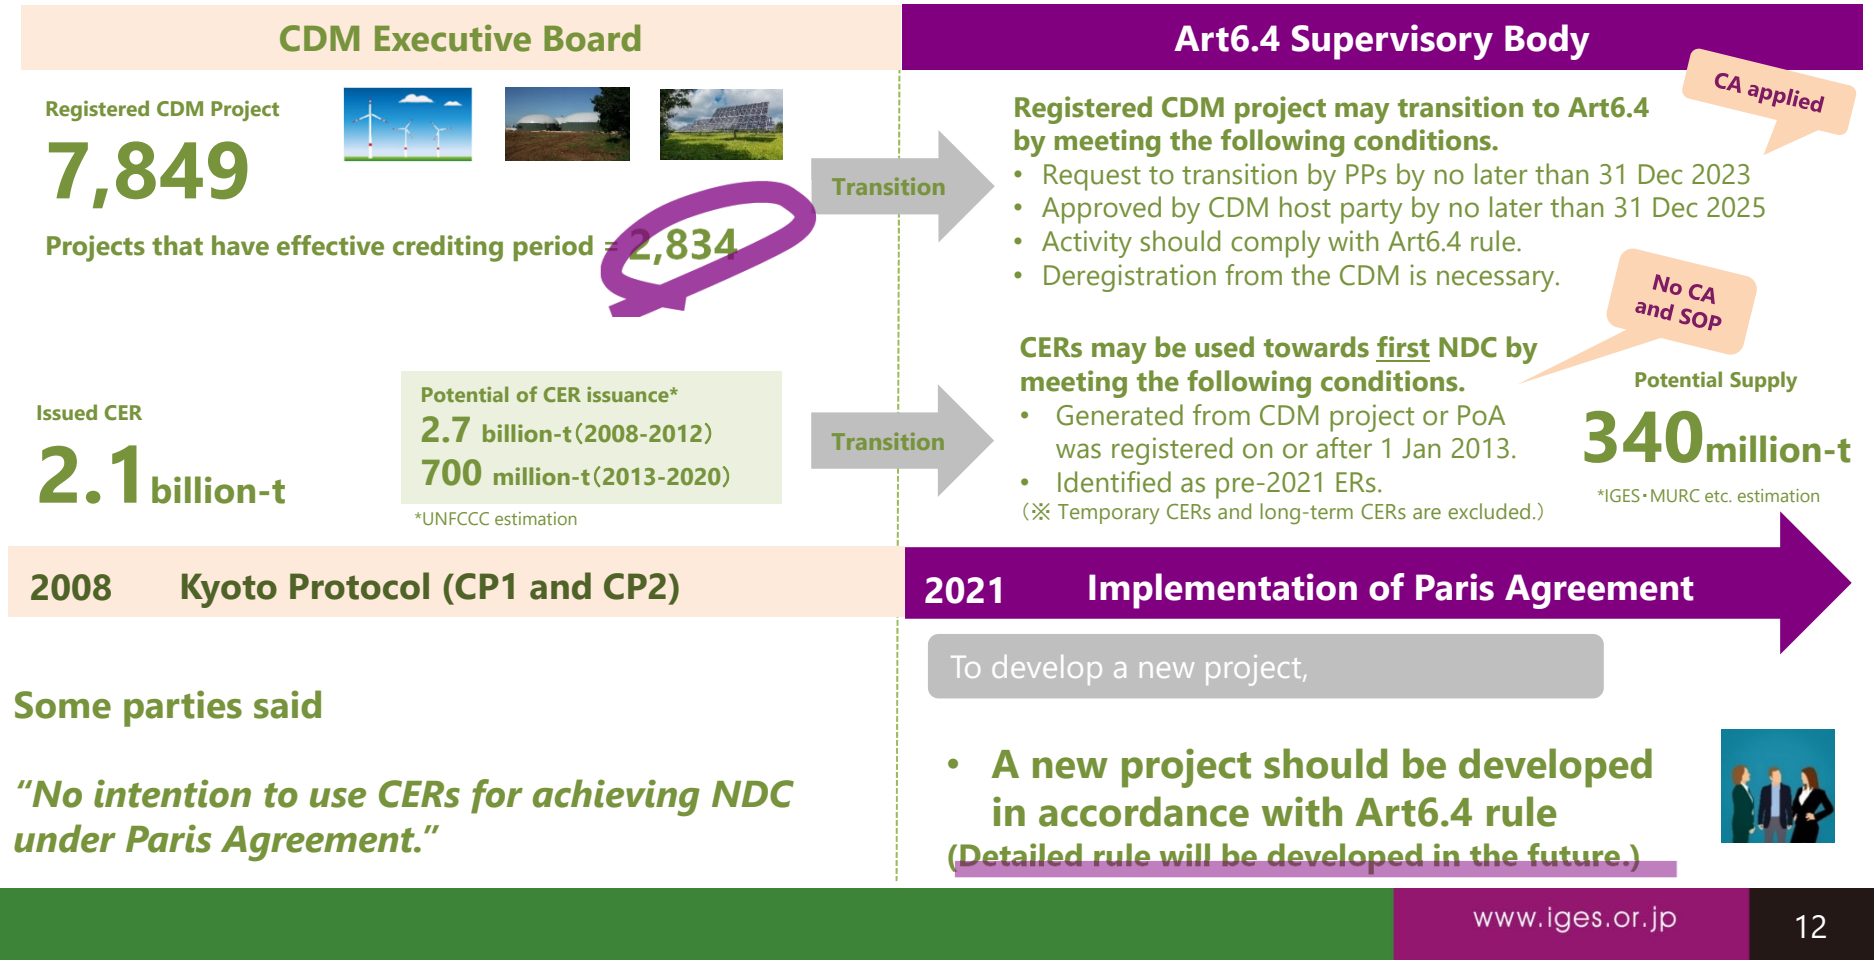 CDM Executive Board
Registered CDM Project
7,849
Projects that have effective crediting period = 2,834
Issued CER
2.1 billion-t
Potential of CER issuance*
2.7 billion-t（2008-2012）
700 million-t（2013-2020）
*UNFCCC estimation
Transition
Transition
Art6.4 Supervisory Body
CA applied
Registered CDM project may transition to Art6.4
by meeting the following conditions.
• Request to transition by PPs by no later than 31 Dec 2023
• Approved by CDM host party by no later than 31 Dec 2025
• Activity should comply with Art6.4 rule.
• Deregistration from the CDM is necessary.
No CA
and SOP
CERs may be used towards first NDC by
meeting the following conditions.
• Generated from CDM project or PoA
was registered on or after 1 Jan 2013.
• Identified as pre-2021 ERs.
（※ Temporary CERs and long-term CERs are excluded.）
Potential Supply
340million-t
*IGES・MURC etc. estimation
2008 Kyoto Protocol (CP1 and CP2)
2021 Implementation of Paris Agreement
Some parties said
“No intention to use CERs for achieving NDC
under Paris Agreement.”
To develop a new project,
• A new project should be developed
in accordance with Art6.4 rule
(Detailed rule will be developed in the future.)
www.iges.or.jp
12